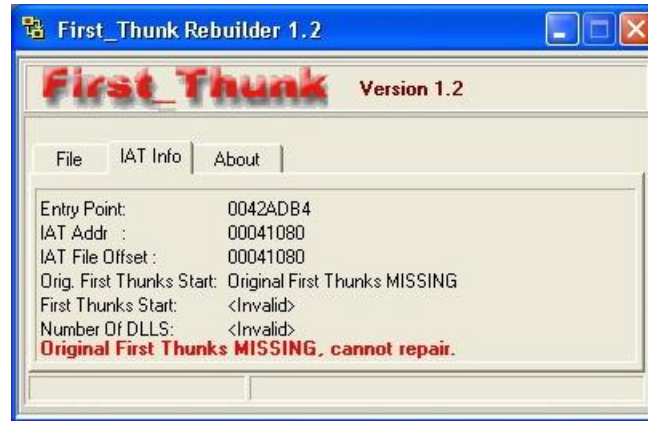 First_Thunk Rebuilder 1.2
First_Thunk Version 1.2
File IAT Info About
Entry Point: 0042ADB4
IAT Addr : 00041080
IAT File Offset : 00041080
Orig. First Thunks Start: Original First Thunks MISSING
First Thunks Start: <Invalid>
Number Of DLLS: <Invalid>
Original First Thunks MISSING, cannot repair.